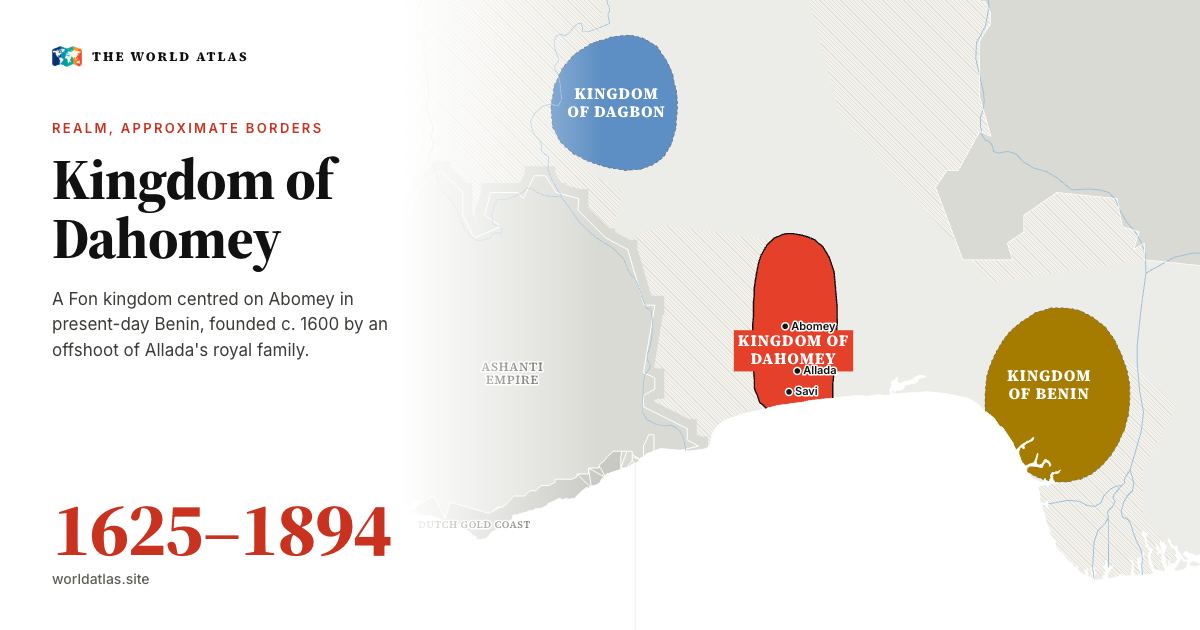 THE WORLD ATLAS
REALM, APPROXIMATE BORDERS
Kingdom of
Dahomey
A Fon kingdom centred on Abomey in
present-day Benin, founded c. 1600 by an
offshoot of Allada's royal family.
1625–1894
worldatlas.site
KINGDOM
OF DAGBON
Abomey
KINGDOM OF
DAHOMEY
Allada
Savi
ASHANTI
EMPIRE
KINGDOM
OF BENIN
DUTCH GOLD COAST